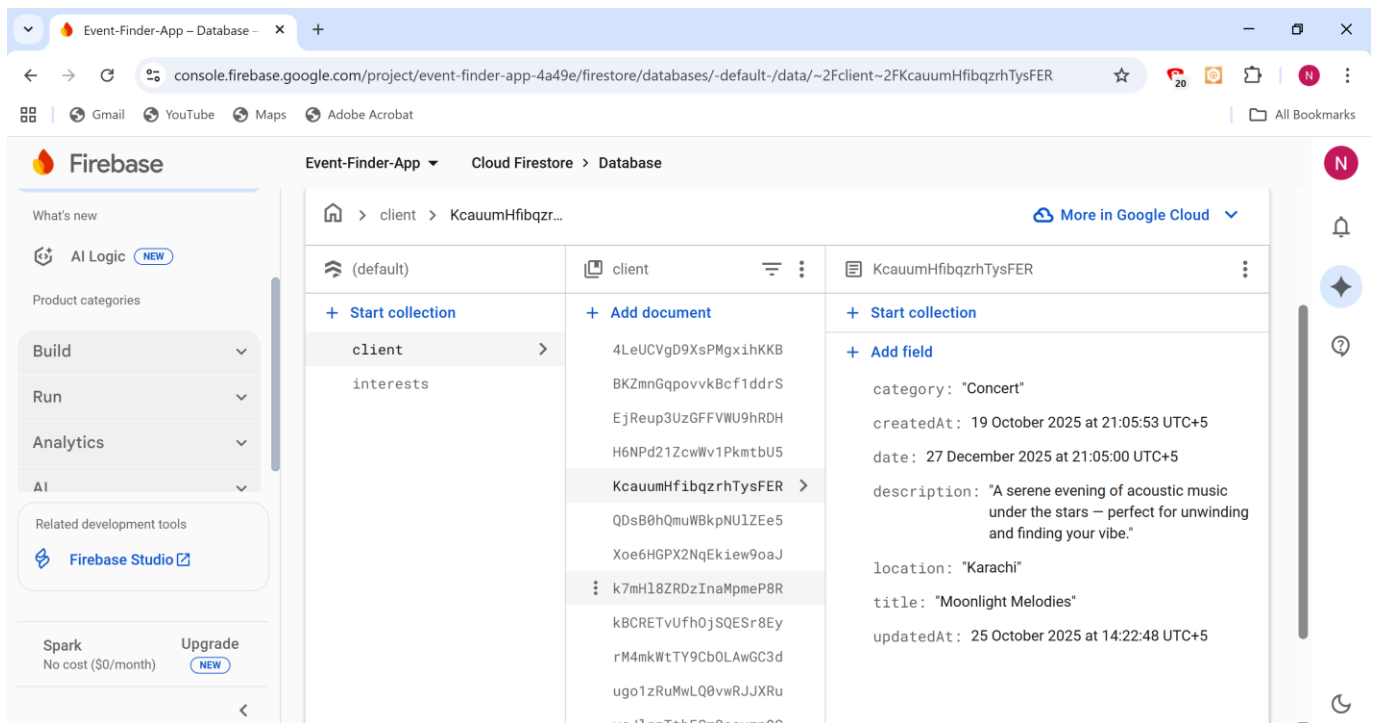 Event-Finder-App – Database –
console.firebase.google.com/project/event-finder-app-4a49e/firestore/databases/-default-/data/~2Fclient~2FKcauumHfibqzrhTysFER
20
N
Gmail
YouTube
Maps
Adobe Acrobat
All Bookmarks
Firebase
Event-Finder-App
Cloud Firestore > Database
N
What's new
AI Logic NEW
Product categories
Build
Run
Analytics
AI
Related development tools
Firebase Studio
Spark
No cost ($0/month)
Upgrade
NEW
client > KcauumHfibqzr...
More in Google Cloud
(default)
+ Start collection
client
interests
client
+ Add document
4LeUCVgD9XsPMgxihKKB
BKZmnGqpovvkBcf1ddrS
EjReup3UzGFFVWU9hRDH
H6NPd21ZcwWv1PkmtbU5
KcauumHfibqzrhTysFER
QDsB0hQmuWBkpNUlZEe5
Xoe6HGPX2NqEkiew9oaJ
k7mHl8ZRDzInaMpmeP8R
kBCRETvUfhOjSQESr8Ey
rM4mkWtTY9CbOLAwGC3d
ugo1zRuMwLQ0vwRJJXRu
KcauumHfibqzrhTysFER
+ Start collection
+ Add field
category: "Concert"
createdAt: 19 October 2025 at 21:05:53 UTC+5
date: 27 December 2025 at 21:05:00 UTC+5
description: "A serene evening of acoustic music
under the stars — perfect for unwinding
and finding your vibe."
location: "Karachi"
title: "Moonlight Melodies"
updatedAt: 25 October 2025 at 14:22:48 UTC+5